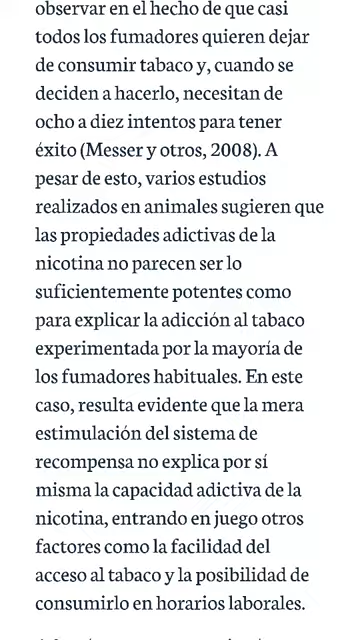 observar en el hecho de que casi
todos los fumadores quieren dejar
de consumir tabaco y, cuando se
deciden a hacerlo, necesitan de
ocho a diez intentos para tener
éxito (Messer y otros, 2008). A
pesar de esto, varios estudios
realizados en animales sugieren que
las propiedades adictivas de la
nicotina no parecen ser lo
suficientemente potentes como
para explicar la adicción al tabaco
experimentada por la mayoría de
los fumadores habituales. En este
caso, resulta evidente que la mera
estimulación del sistema de
recompensa no explica por sí
misma la capacidad adictiva de la
nicotina, entrando en juego otros
factores como la facilidad del
acceso al tabaco y la posibilidad de
consumirlo en horarios laborales.